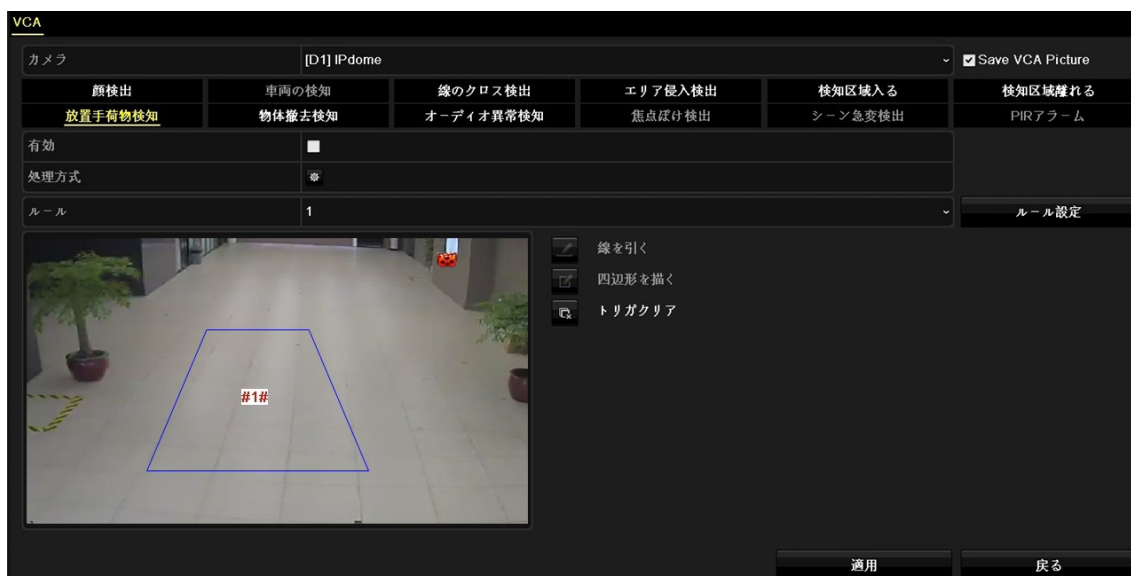 VCA
カメラ [D1] IPdome Save VCA Picture
顔検出 車両の検知 線のクロス検出 エリア侵入検出 検知区域入る 検知区域離れる
放置手荷物検知 物体撤去検知 オーディオ異常検知 焦点ぼけ検出 シーン急変検出 PIRアラーム
有効
処理方式
ルール 1 ルール設定
線を引く
四辺形を描く
トリガクリア
#1#
適用 戻る